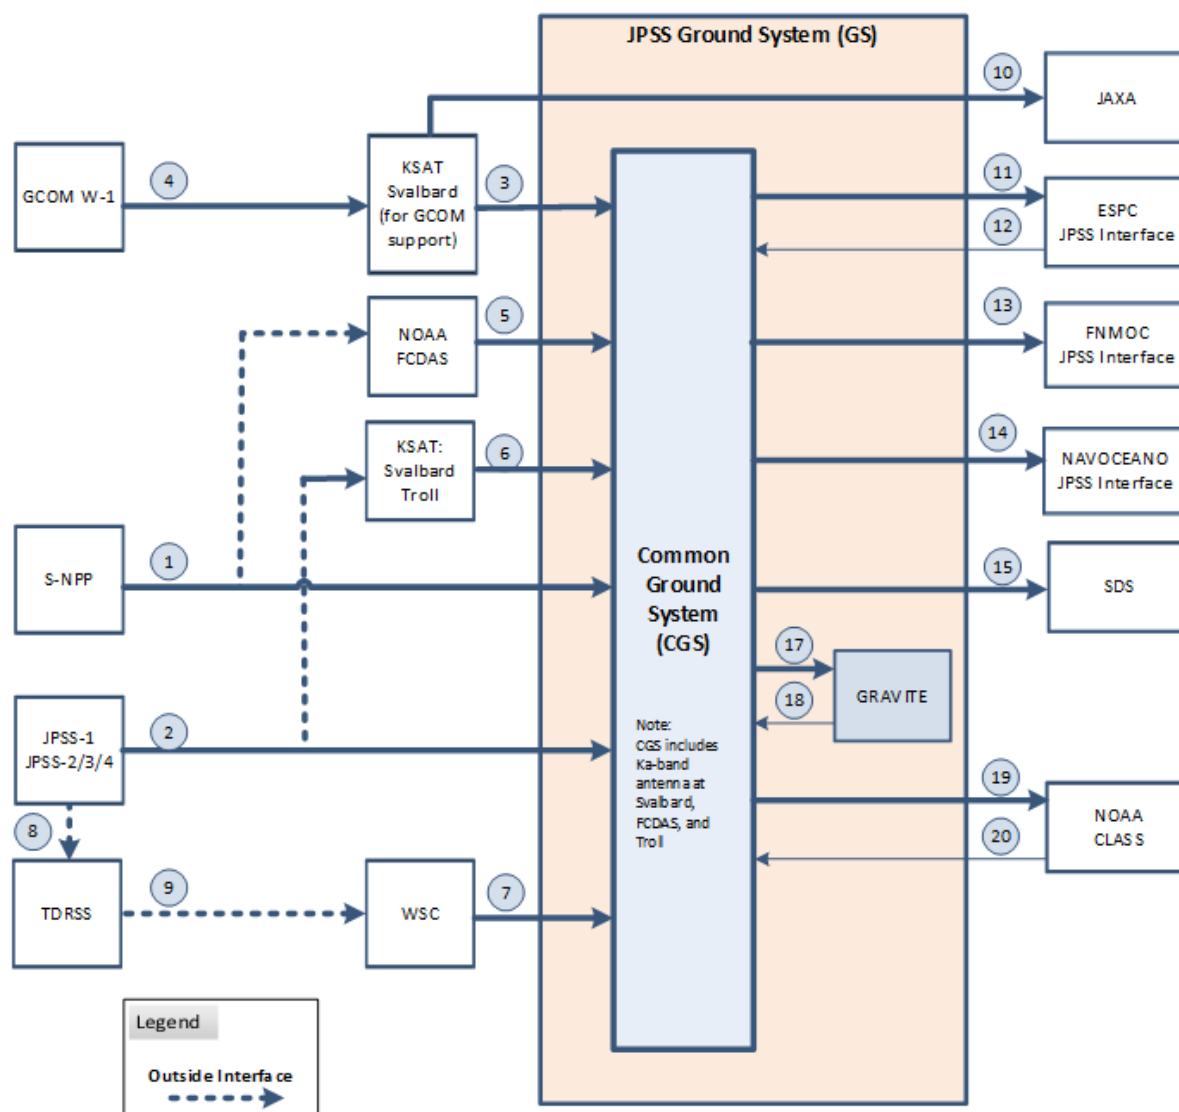 JPSS Ground System (GS)
10
JAXA
GCOM W-1
4
KSAT
Svalbard
(for GCOM
support)
3
11
ESPC
JPSS Interface
12
NOAA
FCDAS
5
13
FNMOC
JPSS Interface
KSAT:
Svalbard
Troll
6
14
NAVOCEANO
JPSS Interface
S-NPP
1
Common
Ground
System
(CGS)
15
SDS
17
GRAVITE
18
JPSS-1
JPSS-2/3/4
2
Note:
CGS includes
Ka-band
antenna at
Svalbard,
FCDAS, and
Troll
19
NOAA
CLASS
20
8
TDRSS
9
WSC
7
Legend
Outside Interface